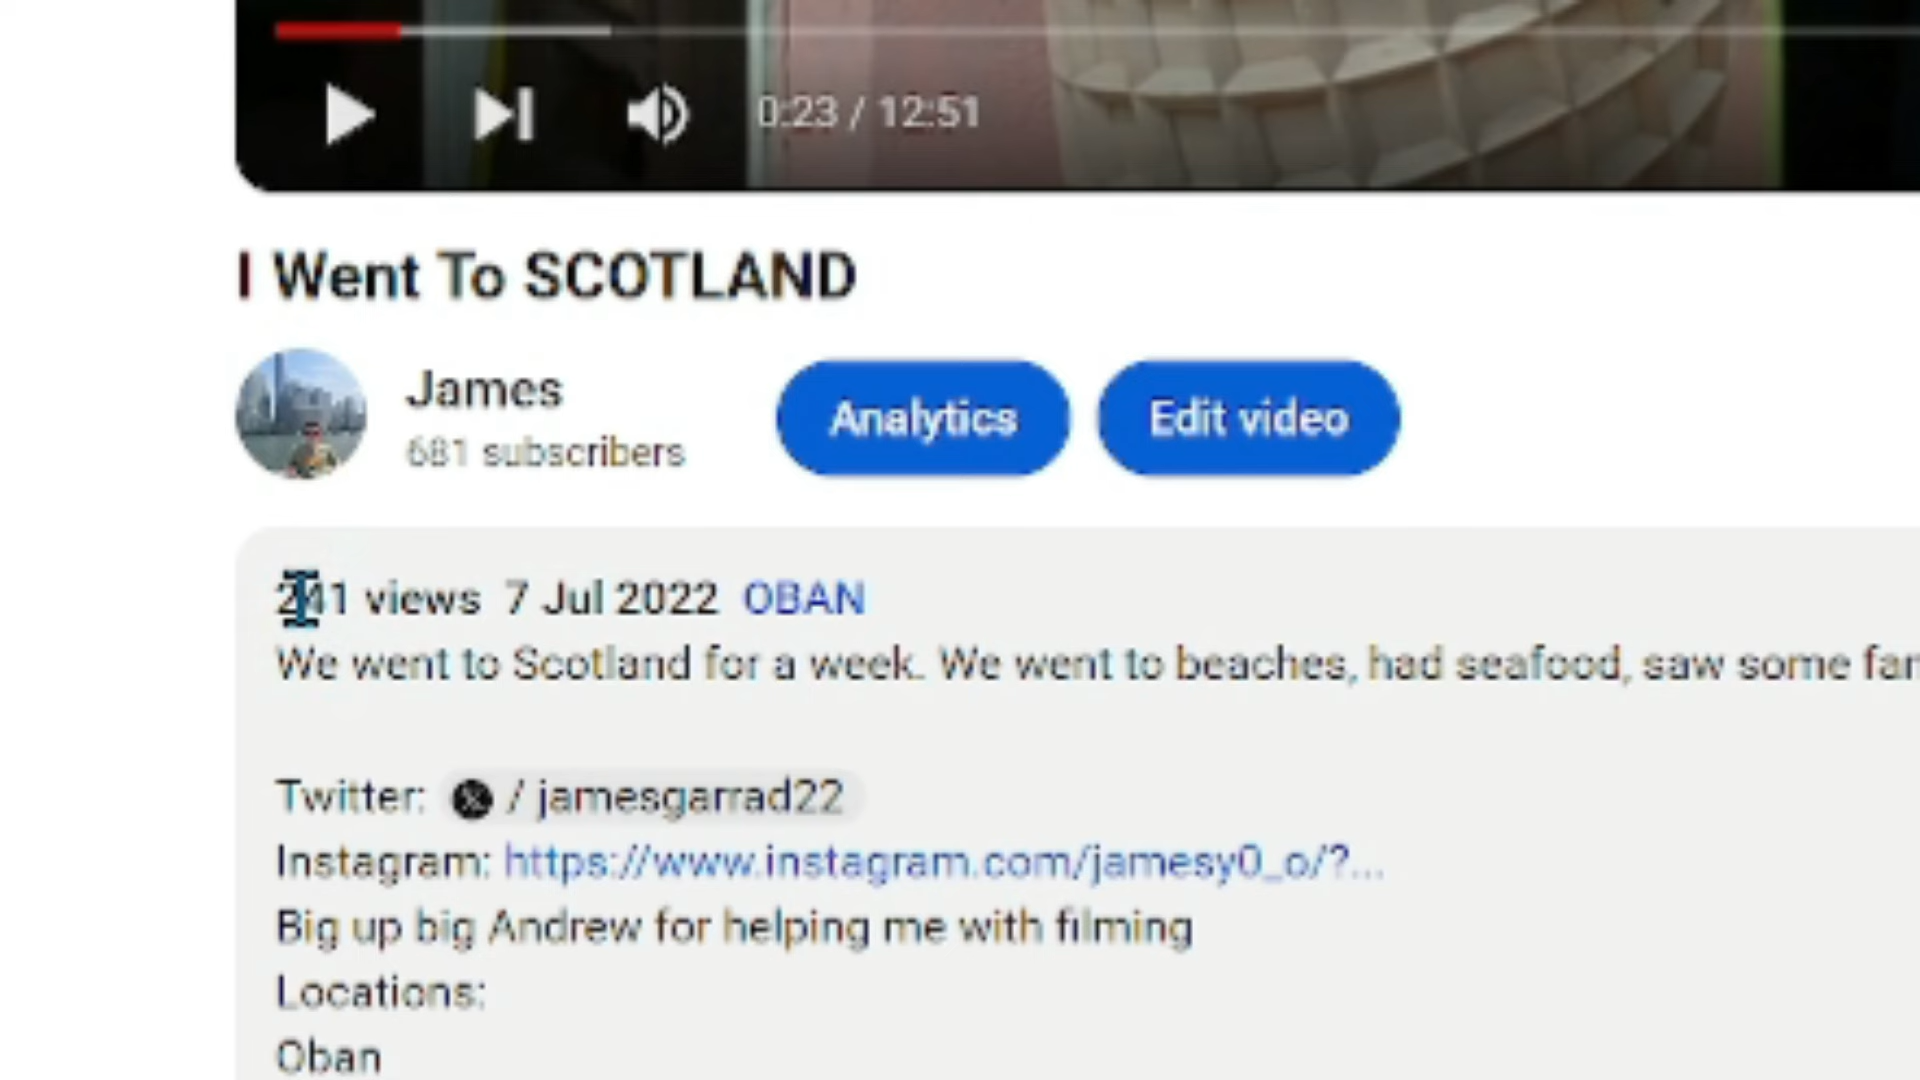 0:23 / 12:51
I Went To SCOTLAND
James
681 subscribers
Analytics
Edit video
241 views 7 Jul 2022 OBAN
We went to Scotland for a week. We went to beaches, had seafood, saw some
Twitter: / jamesgarrad22
Instagram: https://www.instagram.com/jamesy0_o/?...
Big up big Andrew for helping me with filming
Locations:
Oban